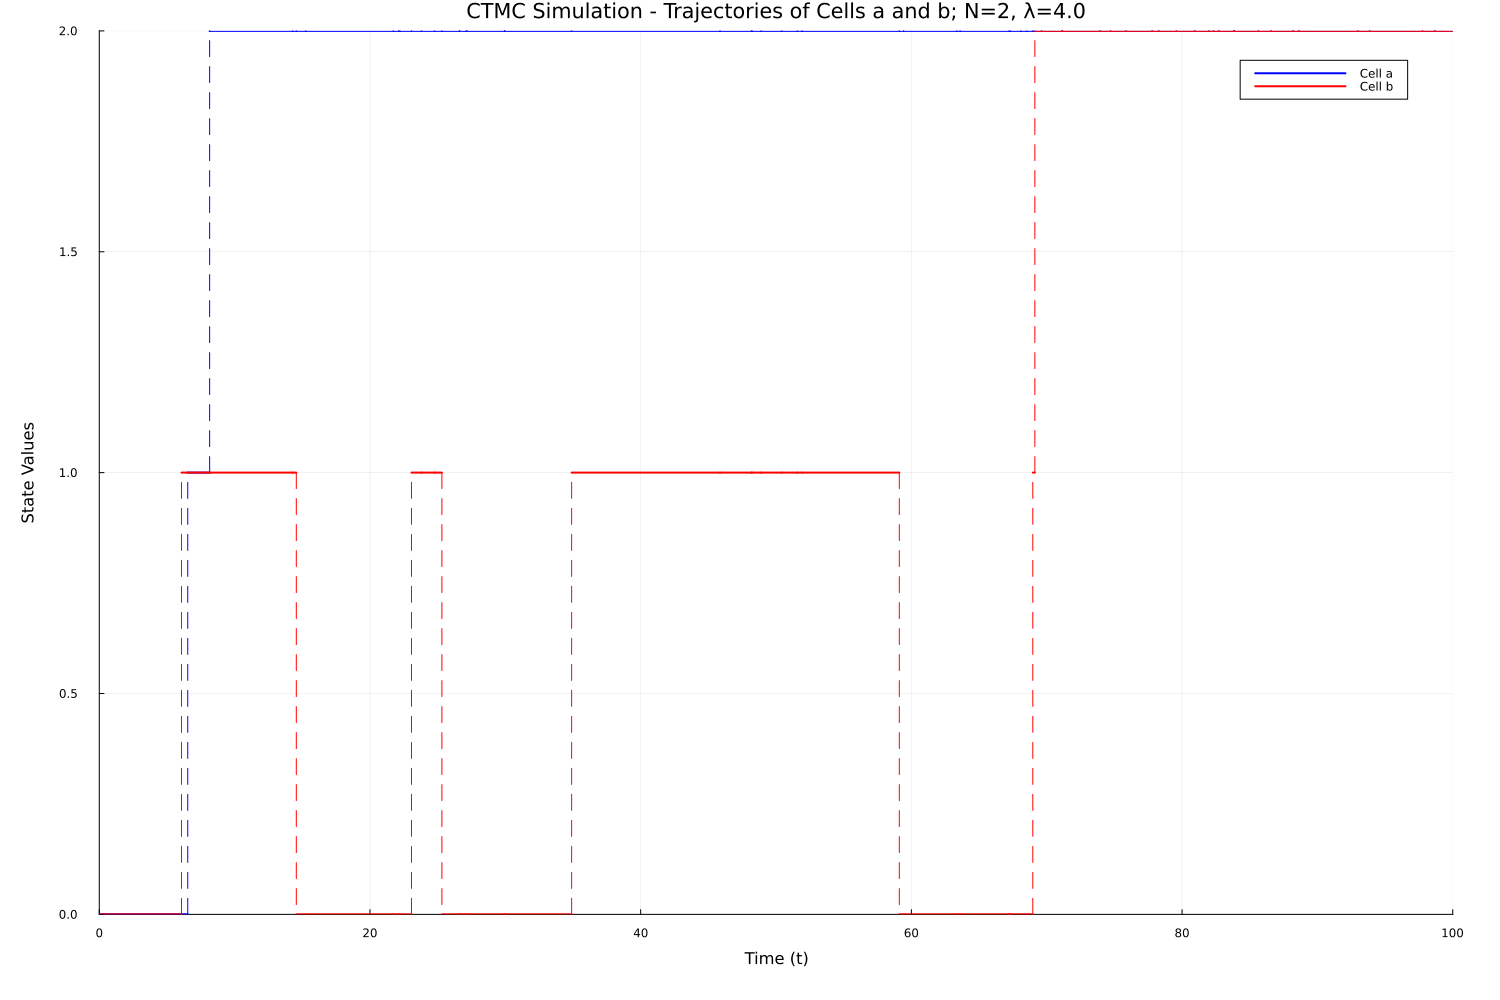 CTMC Simulation - Trajectories of Cells a and b; N=2, λ=4.0
2.0
Cell a
Cell b
1.5
1.0
State Values
0.5
0.0
0 20 40 60 80 100
Time (t)